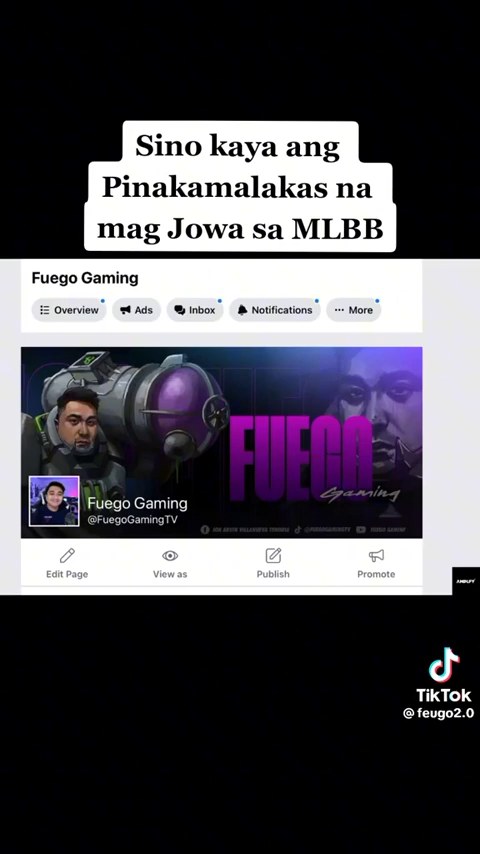 Sino kaya ang
Pinakamalakas na
mag Jowa sa MLBB
Fuego Gaming
Overview
Ads
Inbox
Notifications
More
FUEGO
Gaming
Fuego Gaming
@FuegoGamingTV
Edit Page
View as
Publish
Promote
TikTok
@feugo2.0